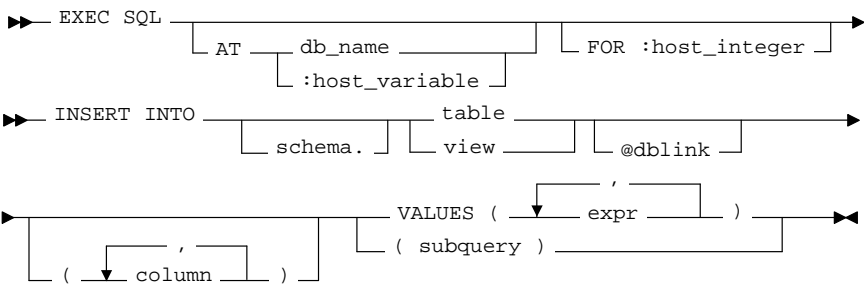 EXEC SQL AT db_name FOR :host_integer
:host_variable
INSERT INTO schema. table @dblink
view
VALUES ( expr , )
( subquery )
( column , )